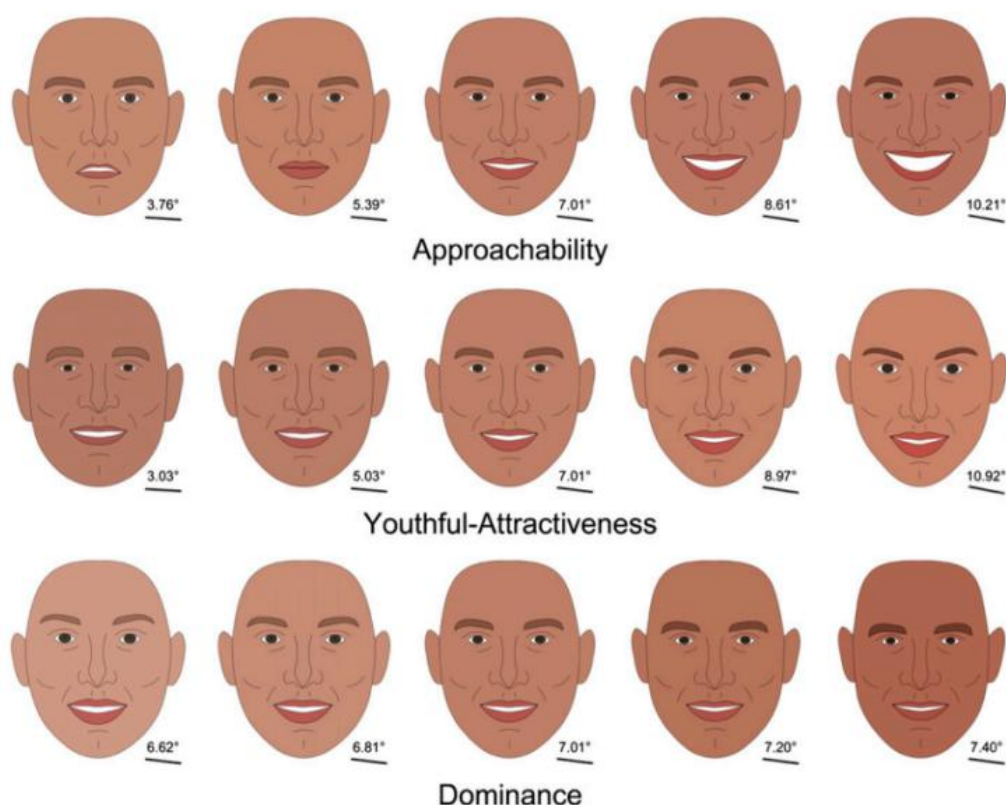 3.76° 5.39° 7.01° 8.61° 10.21°
Approachability
3.03° 5.03° 7.01° 8.97° 10.92°
Youthful-Attractiveness
6.62° 6.81° 7.01° 7.20° 7.40°
Dominance